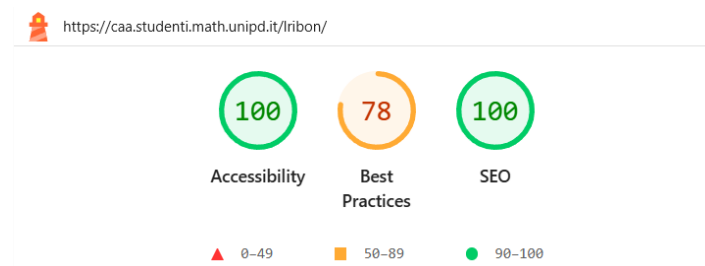 https://caa.studenti.math.unipd.it/lribon/
100 78 100
Accessibility Best Practices SEO
0–49 50–89 90–100